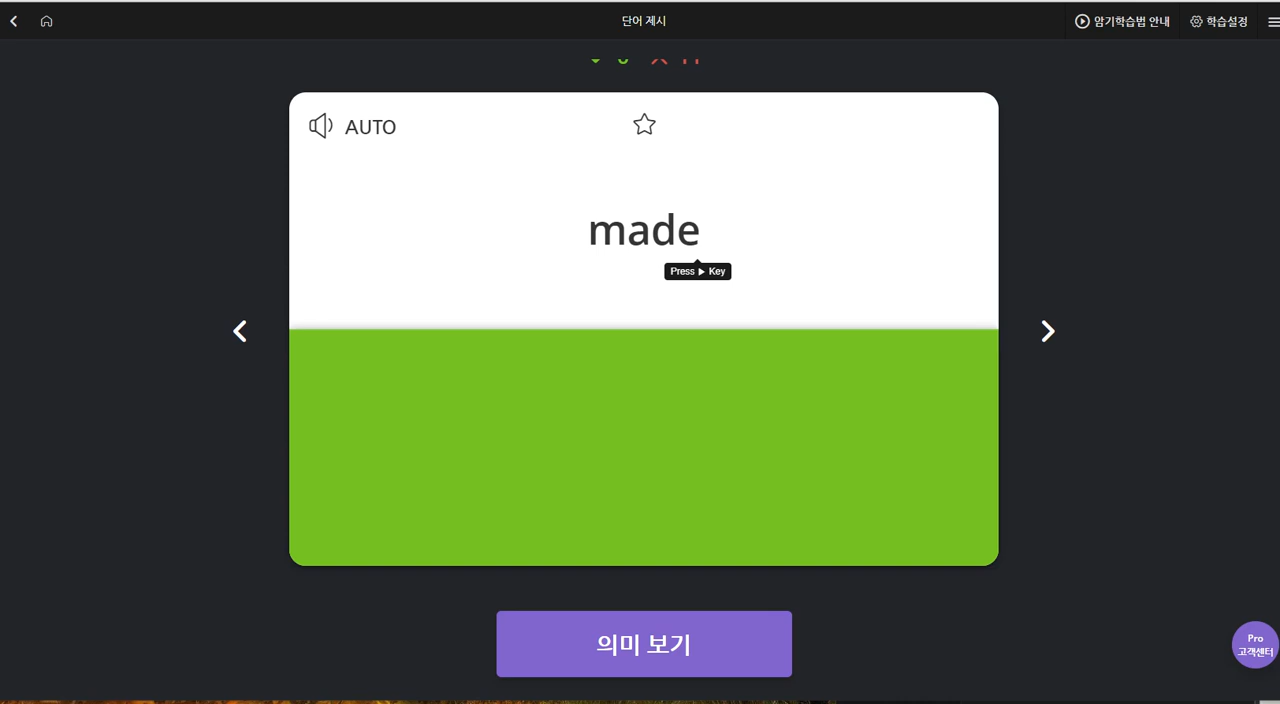 단어 제시
암기학습법 안내
학습설정
AUTO
made
Press ▶ Key
의미 보기
Pro
고객센터